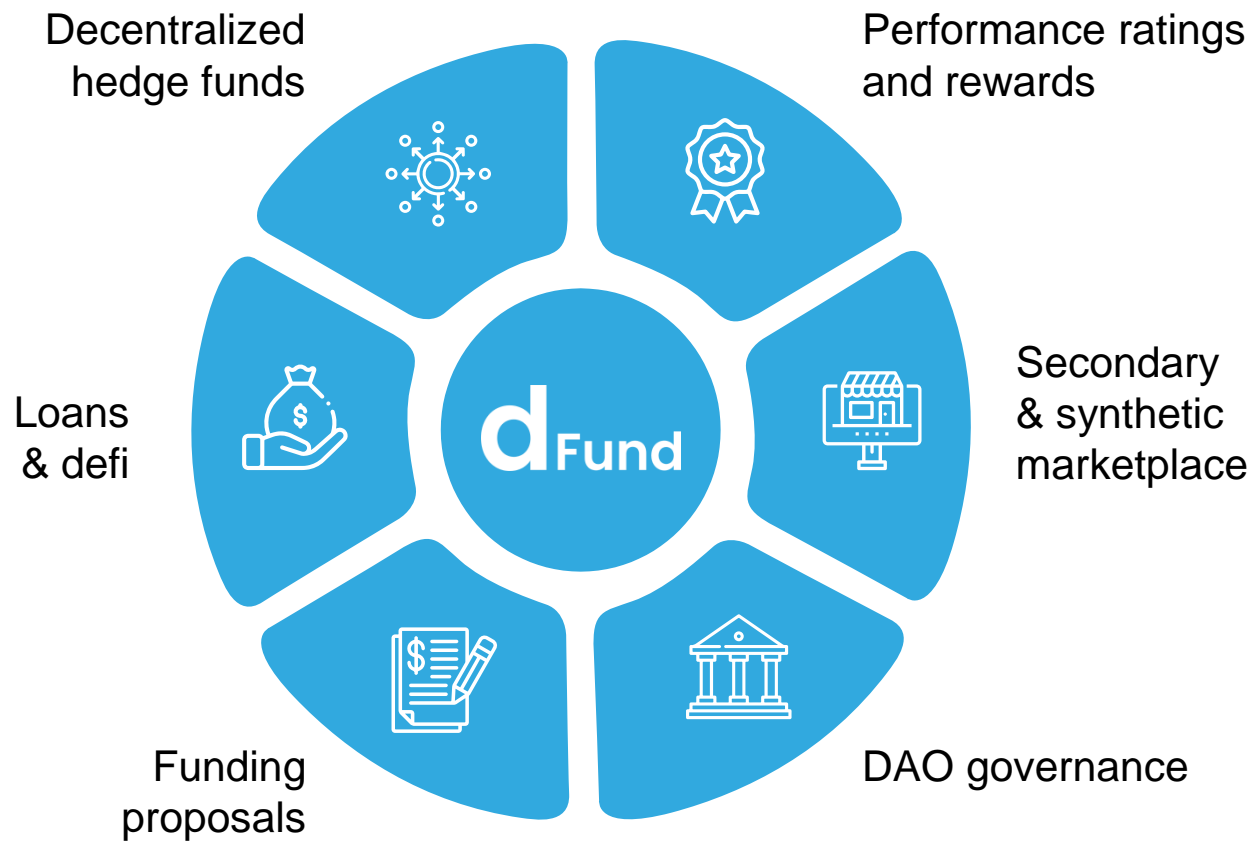 Decentralized
hedge funds
Performance ratings
and rewards
Loans
& defi
$
dFund
Secondary
& synthetic
marketplace
$
Funding
proposals
DAO governance